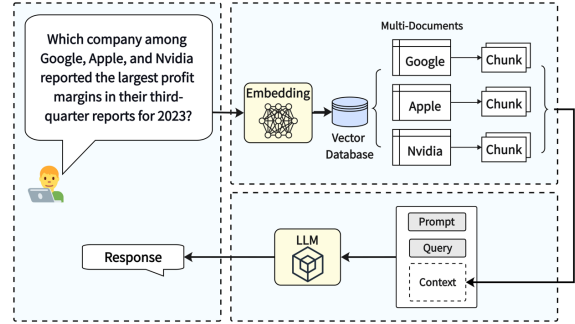 Which company among
Google, Apple, and Nvidia
reported the largest profit
margins in their third-
quarter reports for 2023?
Embedding
Vector
Database
Multi-Documents
Google
Chunk
Apple
Chunk
Nvidia
Chunk
Response
LLM
Prompt
Query
Context